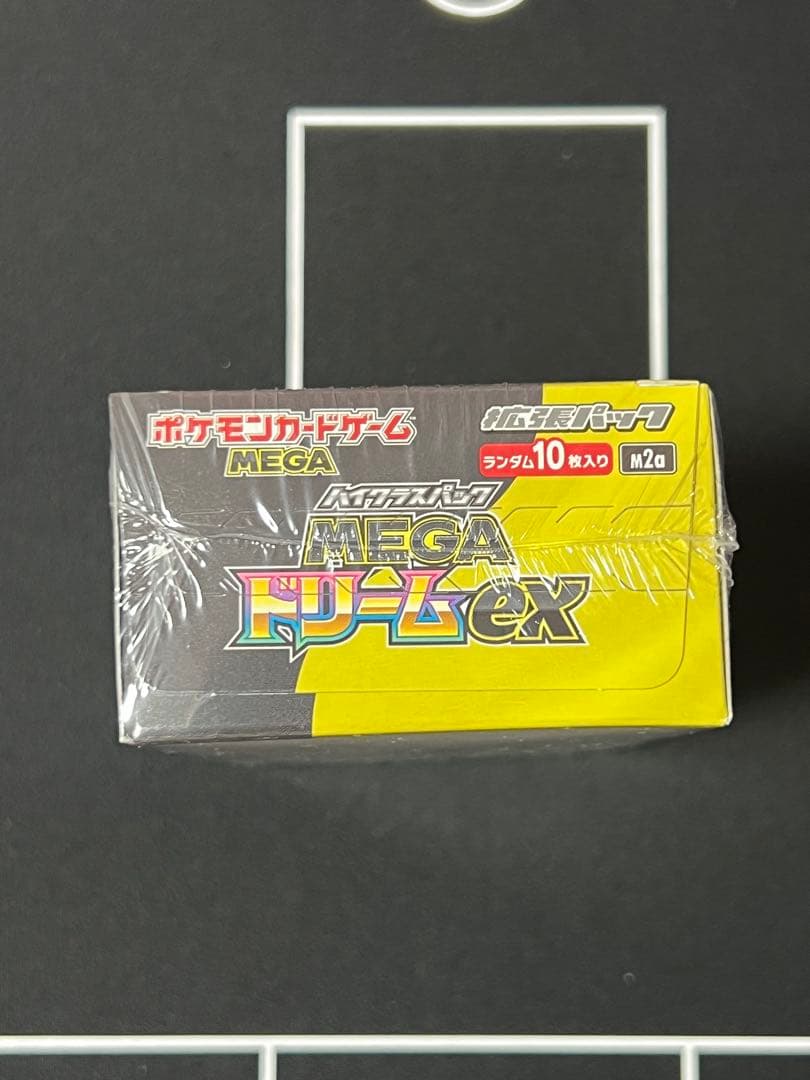 ポケモンカードゲーム
MEGA
拡張パック
ランダム10枚入り
M2a
ハイクラスパック
MEGA
ドリームex